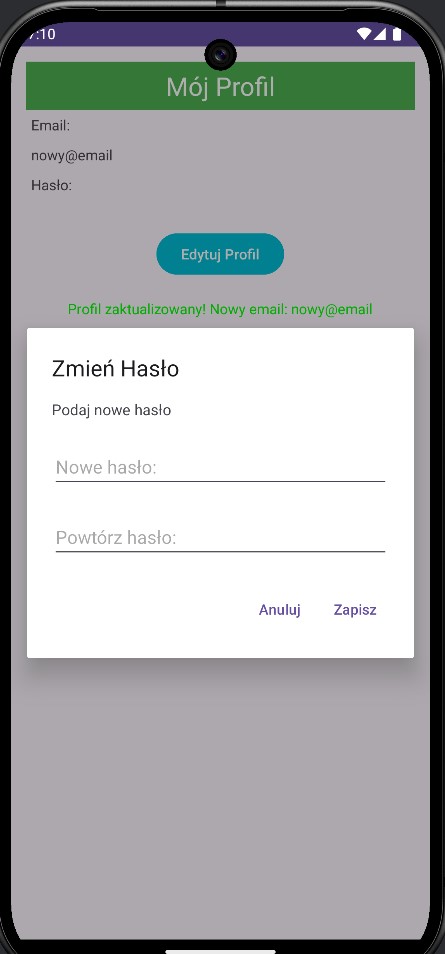 7:10
Mój Profil
Email:
nowy@email
Hasło:
Edytuj Profil
Profil zaktualizowany! Nowy email: nowy@email
Zmień Hasło
Podaj nowe hasło
Nowe hasło:
Powtórz hasło:
Anuluj Zapisz